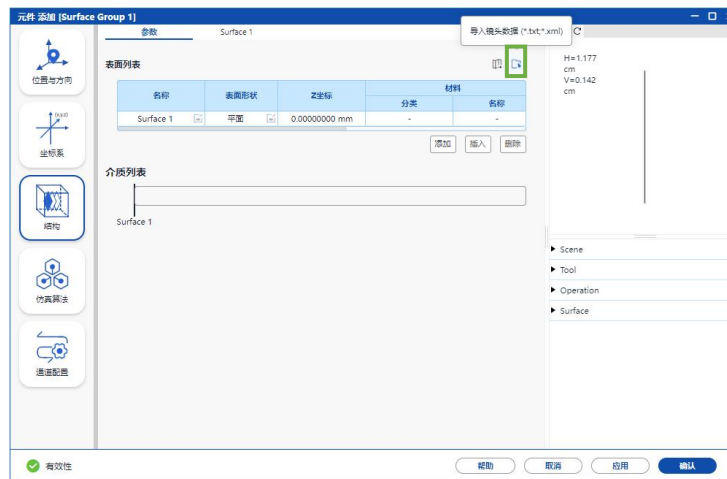 元件 添加 [Surface Group 1]
参数 Surface 1
导入镜头数据 (*.txt;*.xml)
表面列表
名称 表面形状 Z坐标 材料
分类 名称
Surface 1 平面 0.00000000 mm - -
添加 插入 删除
介质列表
Surface 1
位置与方向
(x,y,z)
坐标系
结构
仿真算法
通道配置
H=1.177
cm
V=0.142
cm
Scene
Tool
Operation
Surface
有效性
帮助 取消 应用 确认